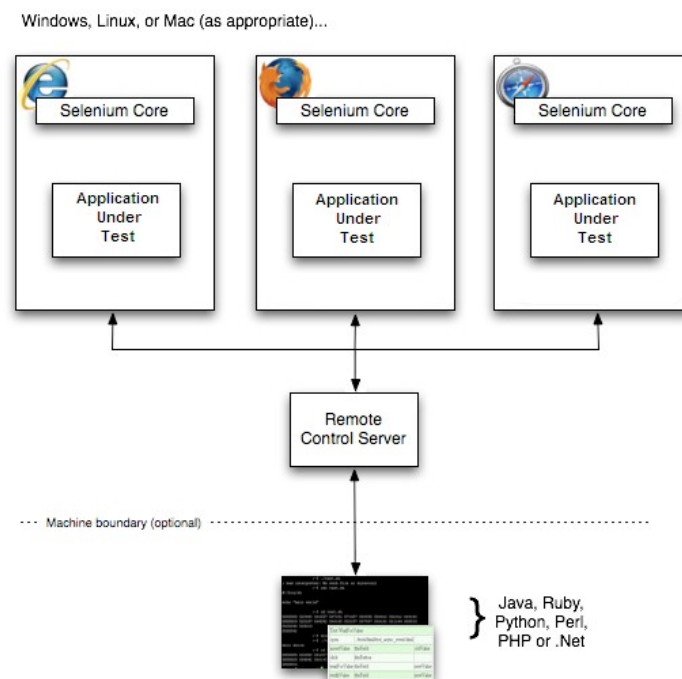 Windows, Linux, or Mac (as appropriate)...
Selenium Core
Application
Under
Test
Selenium Core
Application
Under
Test
Selenium Core
Application
Under
Test
Remote
Control Server
Machine boundary (optional)
Java, Ruby,
Python, Perl,
PHP or .Net